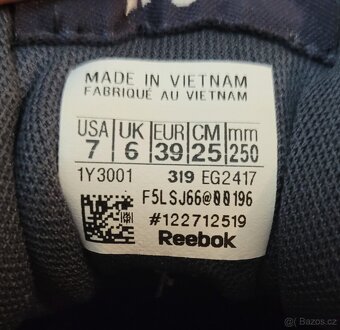 MADE IN VIETNAM
FABRIQUÉ AU VIETNAM
USA UK EUR CM mm
7 6 39 25 250
1Y3001 319 EG2417
F5LSJ66@00196
#122712519
Reebok
Bazos.cz